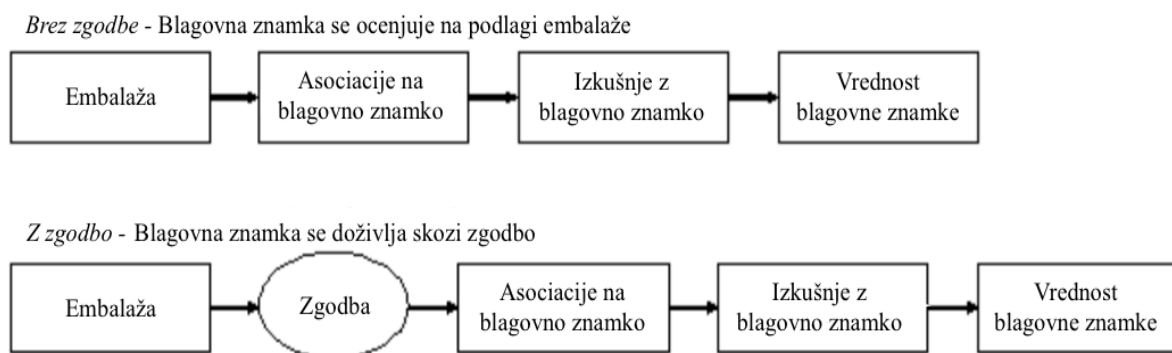 Brez zgodbe - Blagovna znamka se ocenjuje na podlagi embalaže
Embalaža
Asociacije na
blagovno znamko
Izkušnje z
blagovno znamko
Vrednost
blagovne znamke
Z zgodbo - Blagovna znamka se doživlja skozi zgodbo
Embalaža
Zgodba
Asociacije na
blagovno znamko
Izkušnje z
blagovno znamko
Vrednost
blagovne znamke